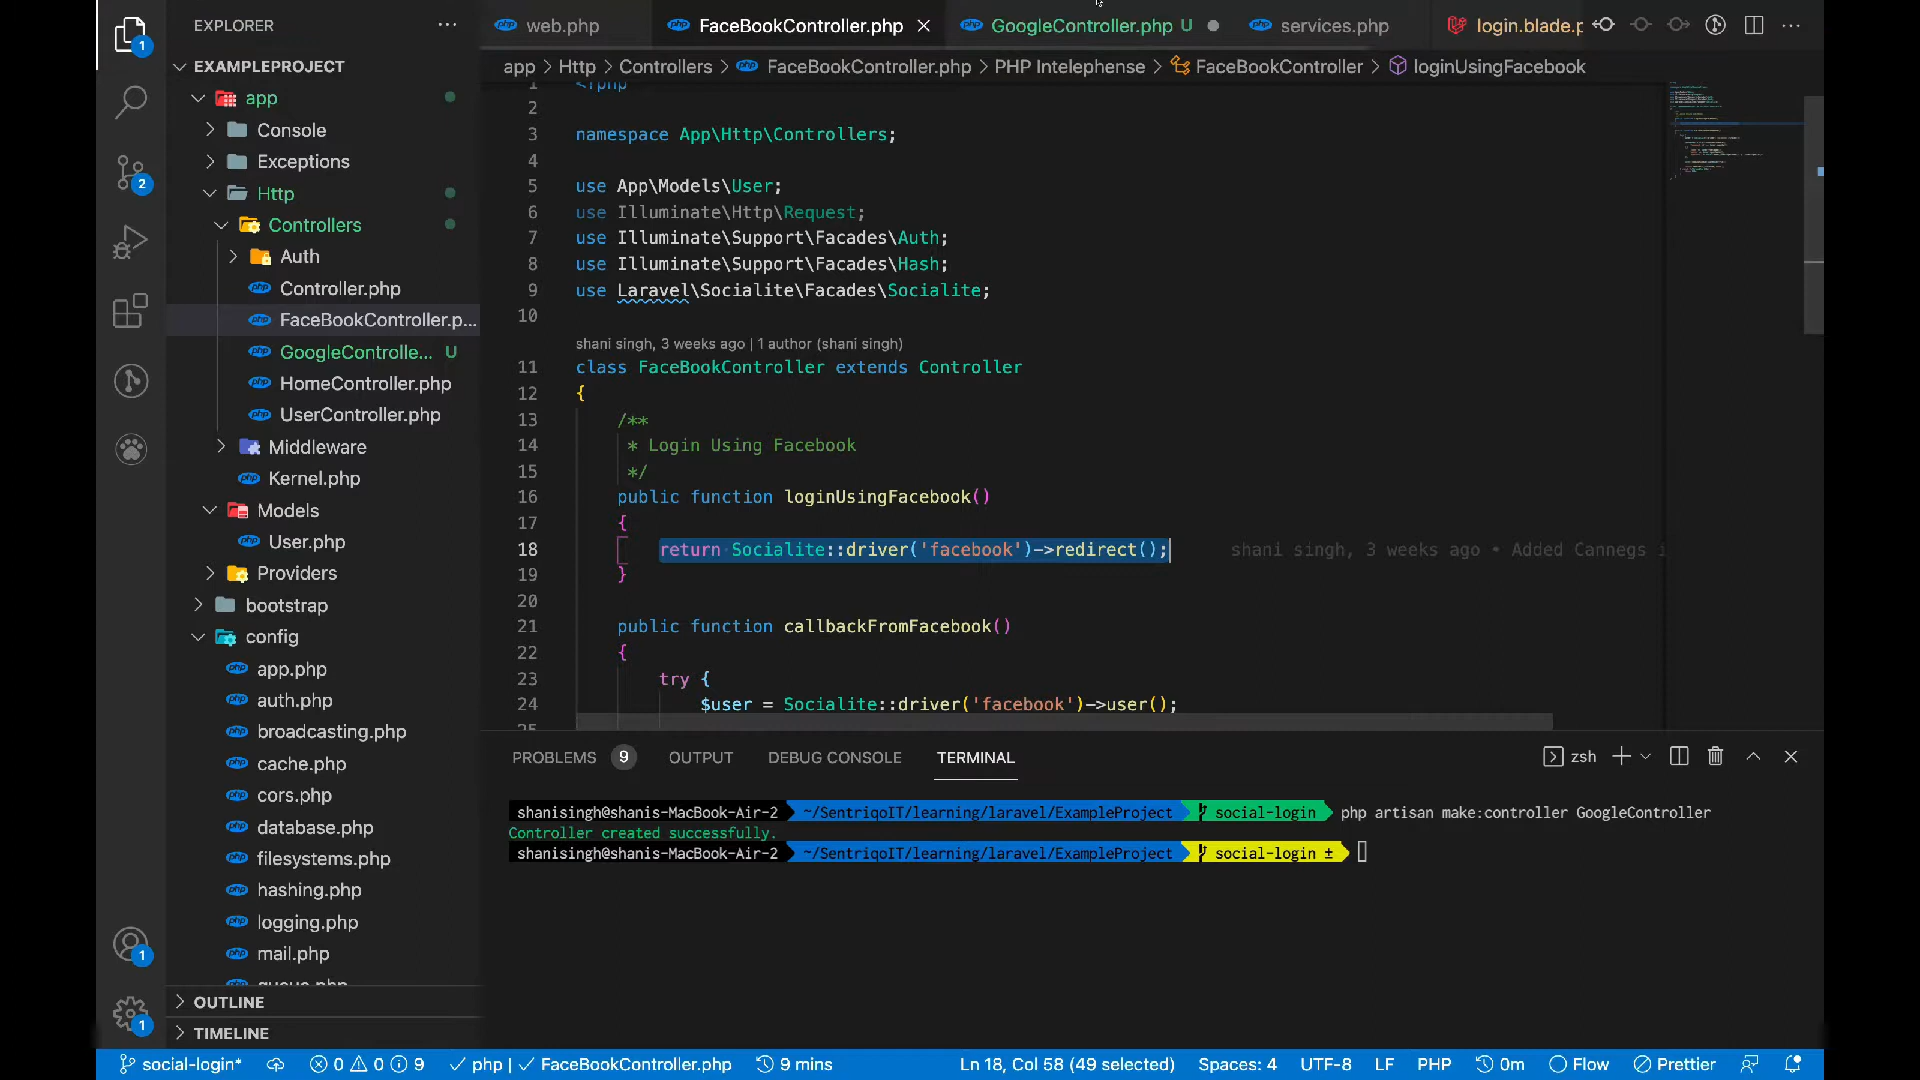 EXPLORER
EXAMPLEPROJECT
app
Console
Exceptions
Http
Controllers
Auth
Controller.php
FaceBookController.p...
GoogleControlle... U
HomeController.php
UserController.php
Middleware
Kernel.php
Models
User.php
Providers
bootstrap
config
app.php
auth.php
broadcasting.php
cache.php
cors.php
database.php
filesystems.php
hashing.php
logging.php
mail.php
OUTLINE
TIMELINE
1
2
1
1
web.php FaceBookController.php GoogleController.php U services.php login.blade.p
app > Http > Controllers > FaceBookController.php > PHP Intelephense > FaceBookController > loginUsingFacebook
1 <?php
2
3 namespace App\Http\Controllers;
4
5 use App\Models\User;
6 use Illuminate\Http\Request;
7 use Illuminate\Support\Facades\Auth;
8 use Illuminate\Support\Facades\Hash;
9 use Laravel\Socialite\Facades\Socialite;
10
shani singh, 3 weeks ago | 1 author (shani singh)
11 class FaceBookController extends Controller
12 {
13 /**
14 * Login Using Facebook
15 */
16 public function loginUsingFacebook()
17 {
18 return Socialite::driver('facebook')->redirect(); shani singh, 3 weeks ago • Added Cannegs i
19 }
20
21 public function callbackFromFacebook()
22 {
23 try {
24 $user = Socialite::driver('facebook')->user();
25
PROBLEMS 9 OUTPUT DEBUG CONSOLE TERMINAL zsh
shanisingh@shanis-MacBook-Air-2 ~/SentriqoIT/learning/laravel/ExampleProject social-login php artisan make:controller GoogleController
Controller created successfully.
shanisingh@shanis-MacBook-Air-2 ~/SentriqoIT/learning/laravel/ExampleProject social-login ±
social-login* 0 0 9 php | FaceBookController.php 9 mins Ln 18, Col 58 (49 selected) Spaces: 4 UTF-8 LF PHP 0m Flow Prettier